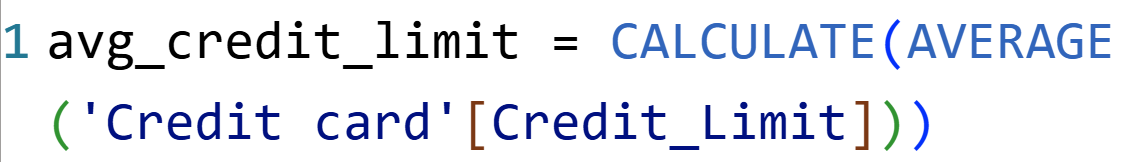 1 avg_credit_limit = CALCULATE(AVERAGE
('Credit card'[Credit_Limit]))